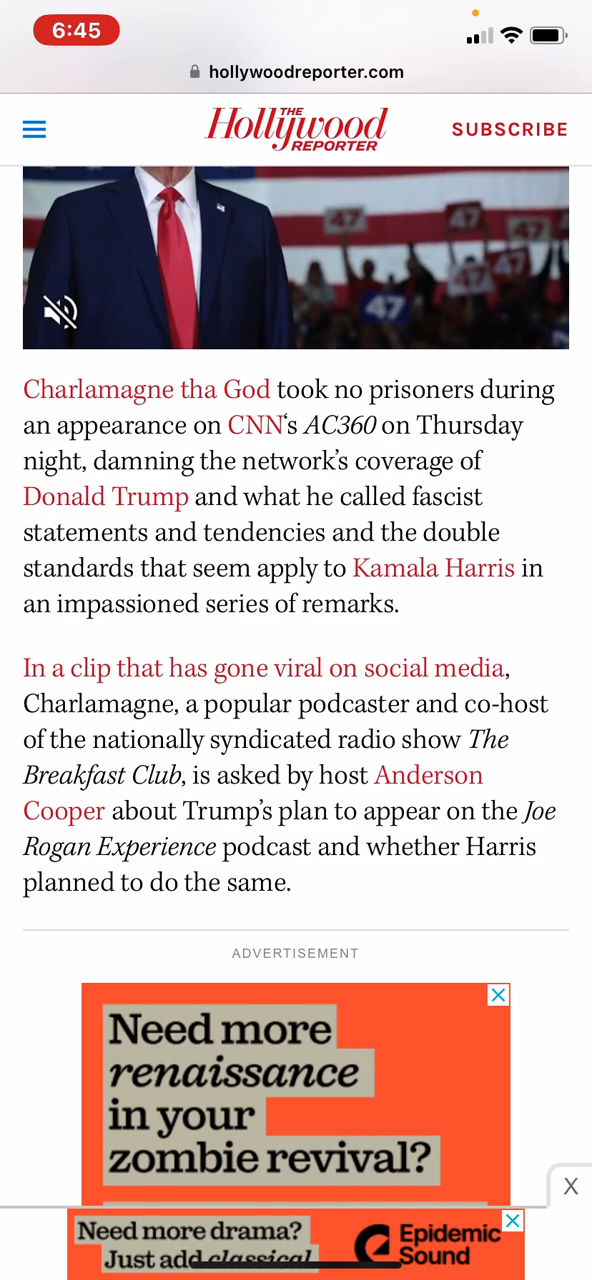 6:45
hollywoodreporter.com
THE
Hollywood
REPORTER
SUBSCRIBE
47
47
47
47
47
47
Charlamagne tha God took no prisoners during
an appearance on CNN‘s AC360 on Thursday
night, damning the network’s coverage of
Donald Trump and what he called fascist
statements and tendencies and the double
standards that seem apply to Kamala Harris in
an impassioned series of remarks.
In a clip that has gone viral on social media,
Charlamagne, a popular podcaster and co-host
of the nationally syndicated radio show The
Breakfast Club, is asked by host Anderson
Cooper about Trump’s plan to appear on the Joe
Rogan Experience podcast and whether Harris
planned to do the same.
ADVERTISEMENT
Need more
renaissance
in your
zombie revival?
X
Need more drama?
Just add classical
Epidemic
Sound